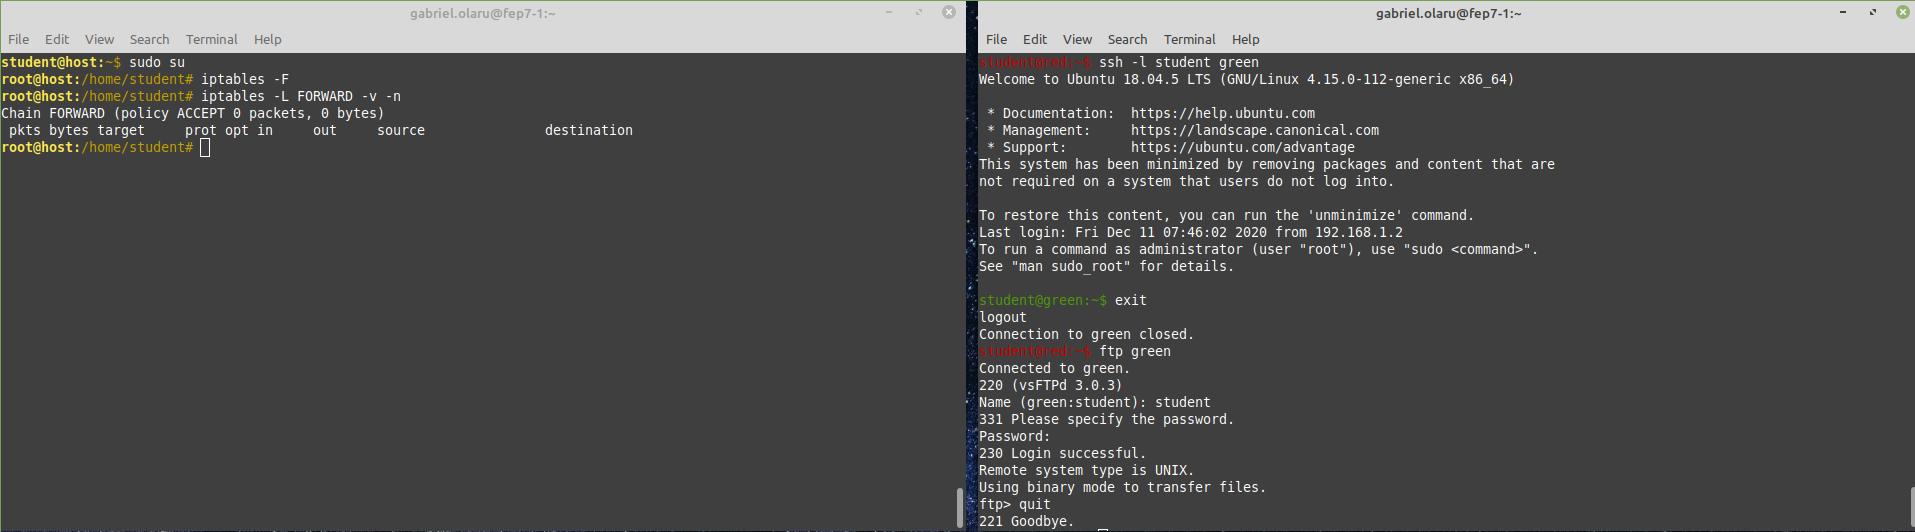 gabriel.olaru@fep7-1:~
File Edit View Search Terminal Help
student@host:~$ sudo su
root@host:/home/student# iptables -F
root@host:/home/student# iptables -L FORWARD -v -n
Chain FORWARD (policy ACCEPT 0 packets, 0 bytes)
 pkts bytes target     prot opt in     out     source               destination
root@host:/home/student#
gabriel.olaru@fep7-1:~
File Edit View Search Terminal Help
student@red:~$ ssh -l student green
Welcome to Ubuntu 18.04.5 LTS (GNU/Linux 4.15.0-112-generic x86_64)
 * Documentation:  https://help.ubuntu.com
 * Management:     https://landscape.canonical.com
 * Support:        https://ubuntu.com/advantage
This system has been minimized by removing packages and content that are
not required on a system that users do not log into.
To restore this content, you can run the 'unminimize' command.
Last login: Fri Dec 11 07:46:02 2020 from 192.168.1.2
To run a command as administrator (user "root"), use "sudo <command>".
See "man sudo_root" for details.
student@green:~$ exit
logout
Connection to green closed.
student@red:~$ ftp green
Connected to green.
220 (vsFTPd 3.0.3)
Name (green:student): student
331 Please specify the password.
Password:
230 Login successful.
Remote system type is UNIX.
Using binary mode to transfer files.
ftp> quit
221 Goodbye.